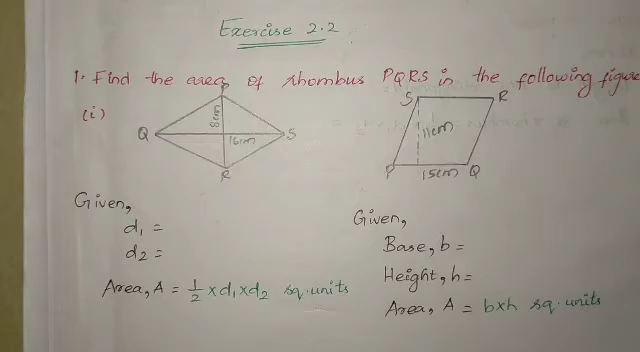 Exercise 2.2
1. Find the area of rhombus PQRS in the following figure
(i)
P
8cm
Q
16cm
S
R
S
R
11cm
P
15cm
Q
Given,
d₁ =
d₂ =
Area, A = 1/2 × d₁ × d₂ sq. units
Given,
Base, b =
Height, h =
Area, A = b×h sq. units